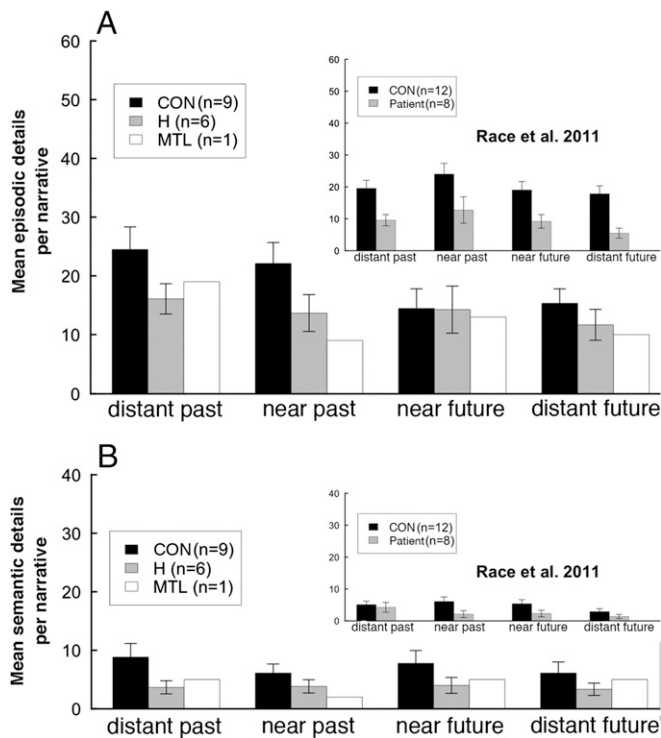 A
Mean episodic details
per narrative
60
50
40
30
20
10
0
CON (n=9)
H (n=6)
MTL (n=1)
distant past
near past
near future
distant future
60
50
40
30
20
10
0
CON (n=12)
Patient(n=8)
Race et al. 2011
distant past
near past
near future
distant future
B
Mean semantic details
per narrative
40
30
20
10
0
CON (n=9)
H (n=6)
MTL (n=1)
distant past
near past
near future
distant future
40
30
20
10
0
CON (n=12)
Patient(n=8)
Race et al. 2011
distant past
near past
near future
distant future